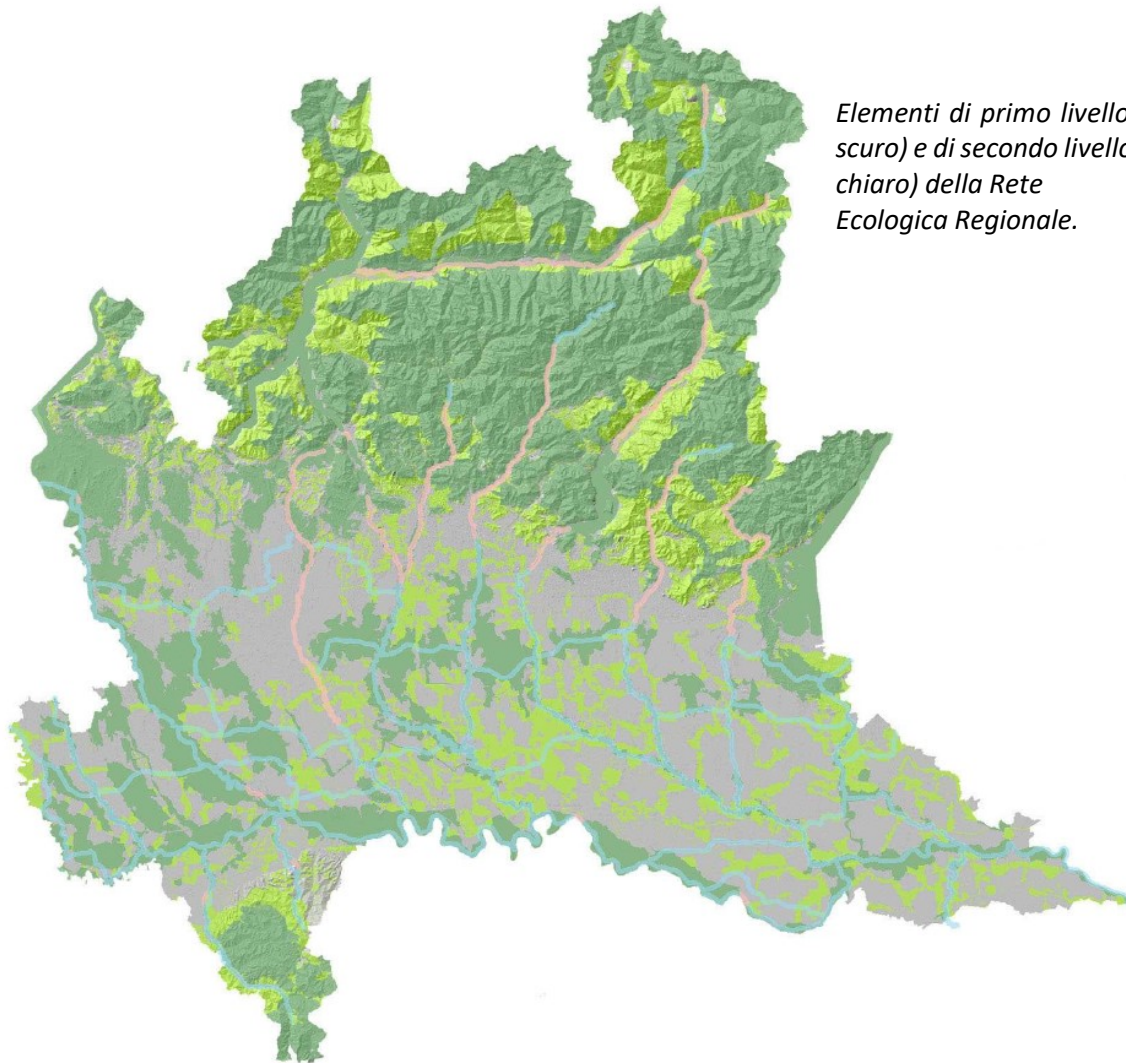 Elementi di primo livello
scuro) e di secondo livello
chiaro) della Rete
Ecologica Regionale.